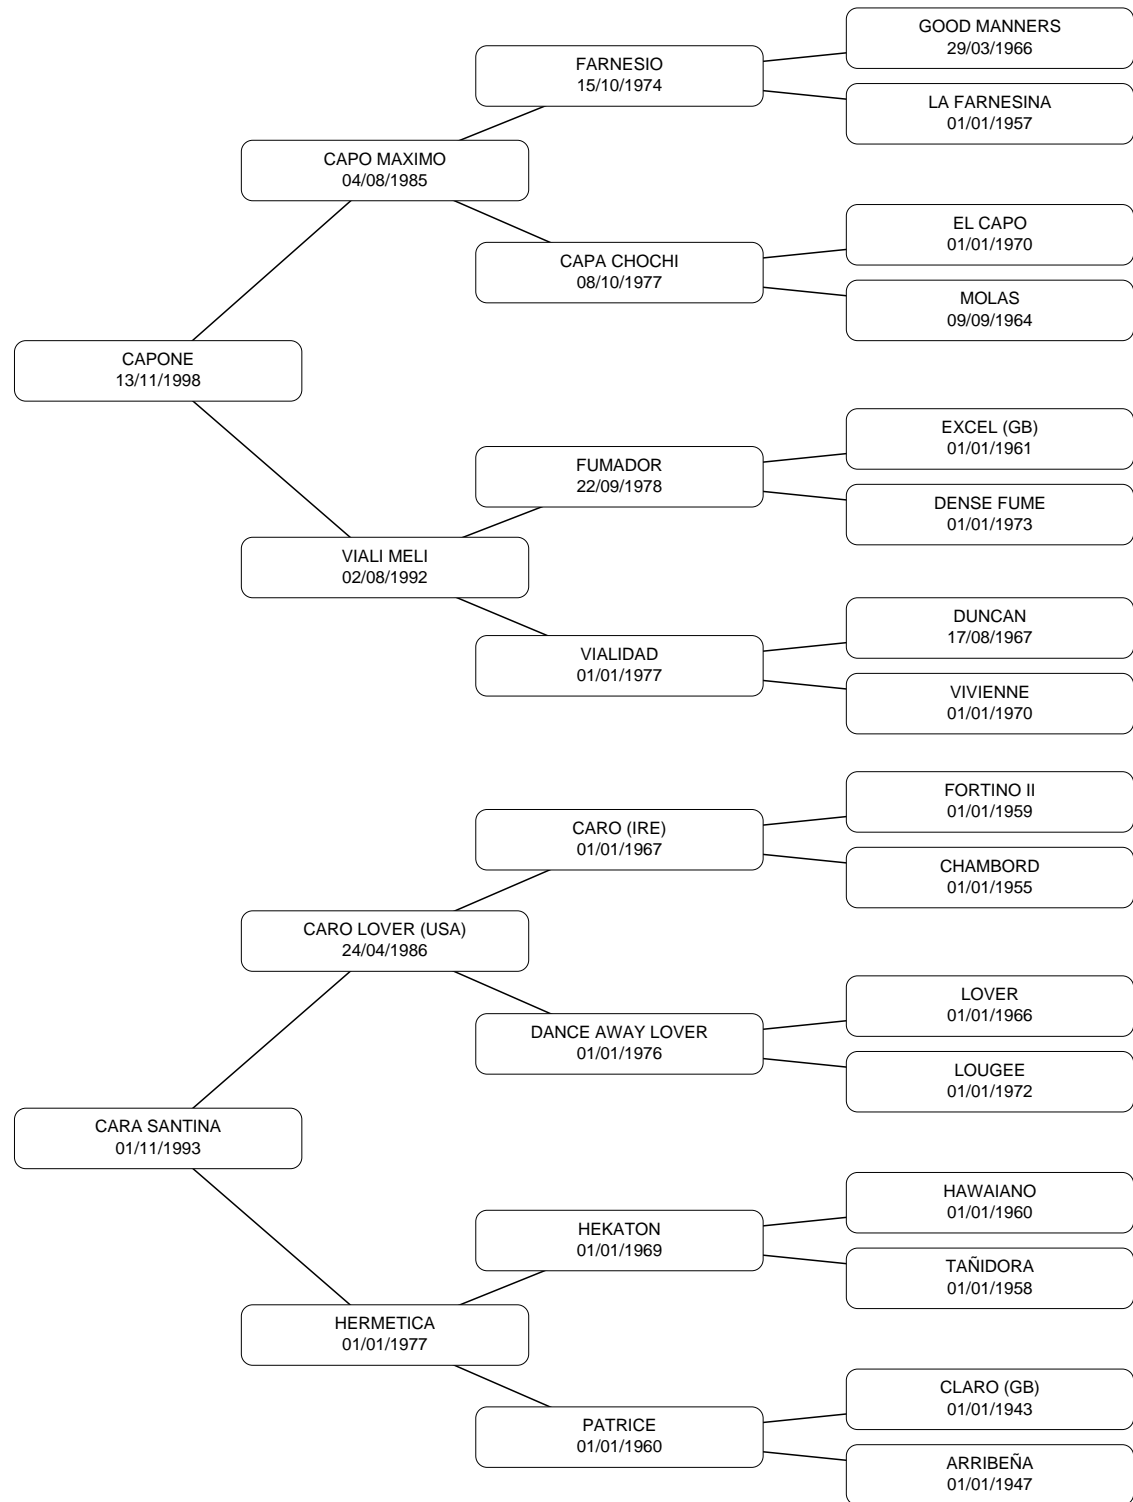 GOOD MANNERS
29/03/1966
FARNESIO
15/10/1974
LA FARNESINA
01/01/1957
CAPO MAXIMO
04/08/1985
EL CAPO
01/01/1970
CAPA CHOCHI
08/10/1977
MOLAS
09/09/1964
CAPONE
13/11/1998
EXCEL (GB)
01/01/1961
FUMADOR
22/09/1978
DENSE FUME
01/01/1973
VIALI MELI
02/08/1992
DUNCAN
17/08/1967
VIALIDAD
01/01/1977
VIVIENNE
01/01/1970
FORTINO II
01/01/1959
CARO (IRE)
01/01/1967
CHAMBORD
01/01/1955
CARO LOVER (USA)
24/04/1986
LOVER
01/01/1966
DANCE AWAY LOVER
01/01/1976
LOUGEE
01/01/1972
CARA SANTINA
01/11/1993
HAWAIANO
01/01/1960
HEKATON
01/01/1969
TAÑIDORA
01/01/1958
HERMETICA
01/01/1977
CLARO (GB)
01/01/1943
PATRICE
01/01/1960
ARRIBEÑA
01/01/1947